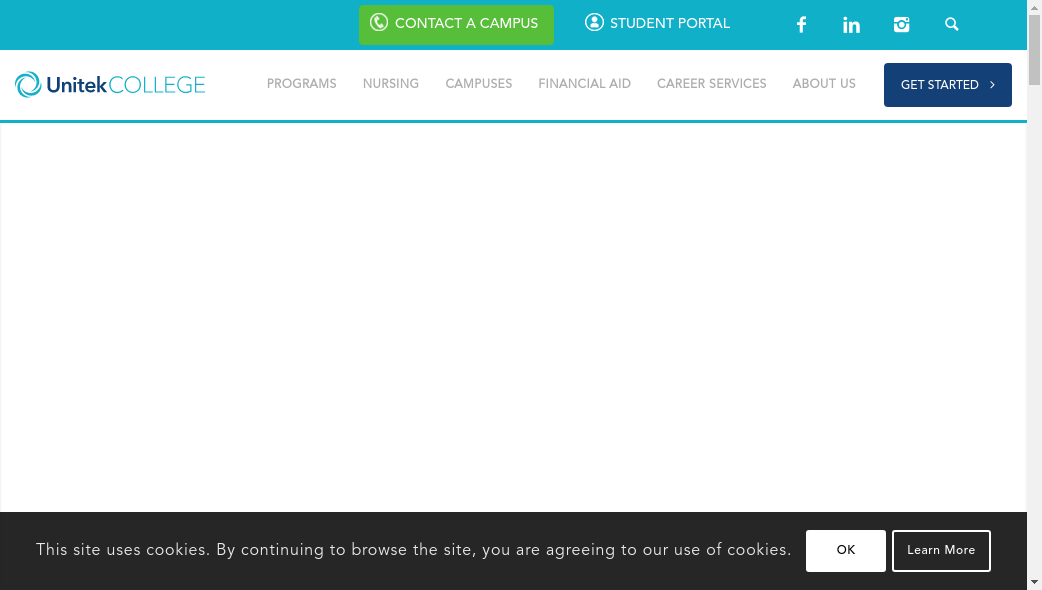 CONTACT A CAMPUS
STUDENT PORTAL
Unitek COLLEGE
PROGRAMS
NURSING
CAMPUSES
FINANCIAL AID
CAREER SERVICES
ABOUT US
GET STARTED
This site uses cookies. By continuing to browse the site, you are agreeing to our use of cookies.
OK
Learn More